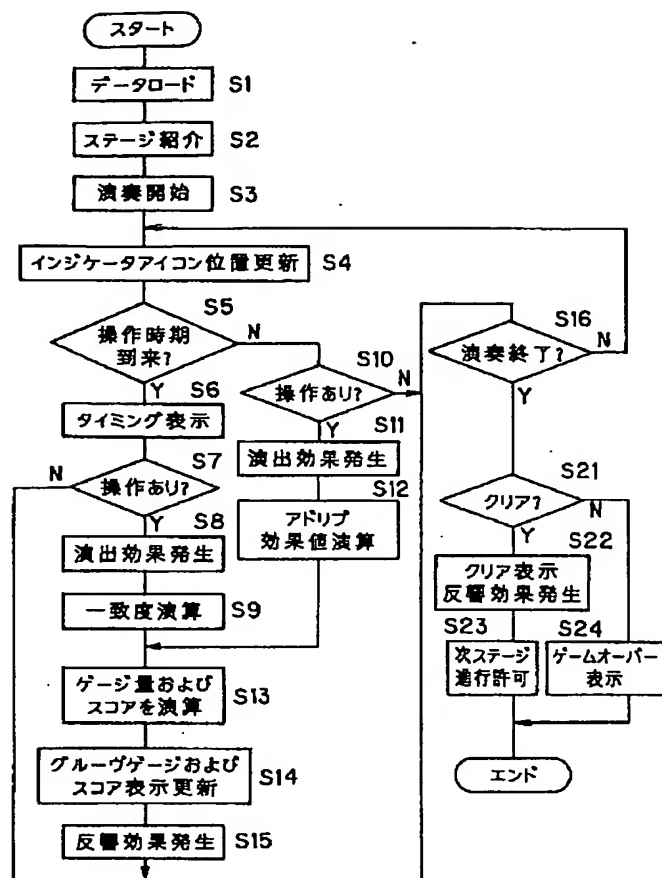 スタート
データロード S1
ステージ紹介 S2
演奏開始 S3
インジケータアイコン位置更新 S4
S5
操作時期
到来?
N
Y
S6
タイミング表示
S7
操作あり?
N
Y
S8
演出効果発生
一致度演算 S9
S10
操作あり?
N
Y
S11
演出効果発生
S12
アドリブ
効果値演算
ゲージ量および
スコアを演算
S13
グルーヴゲージおよび
スコア表示更新
S14
反響効果発生 S15
S16
演奏終了?
N
Y
S21
クリア?
N
Y
S22
クリア表示
反響効果発生
S23
次ステージ
進行許可
S24
ゲームオーバー
表示
エンド